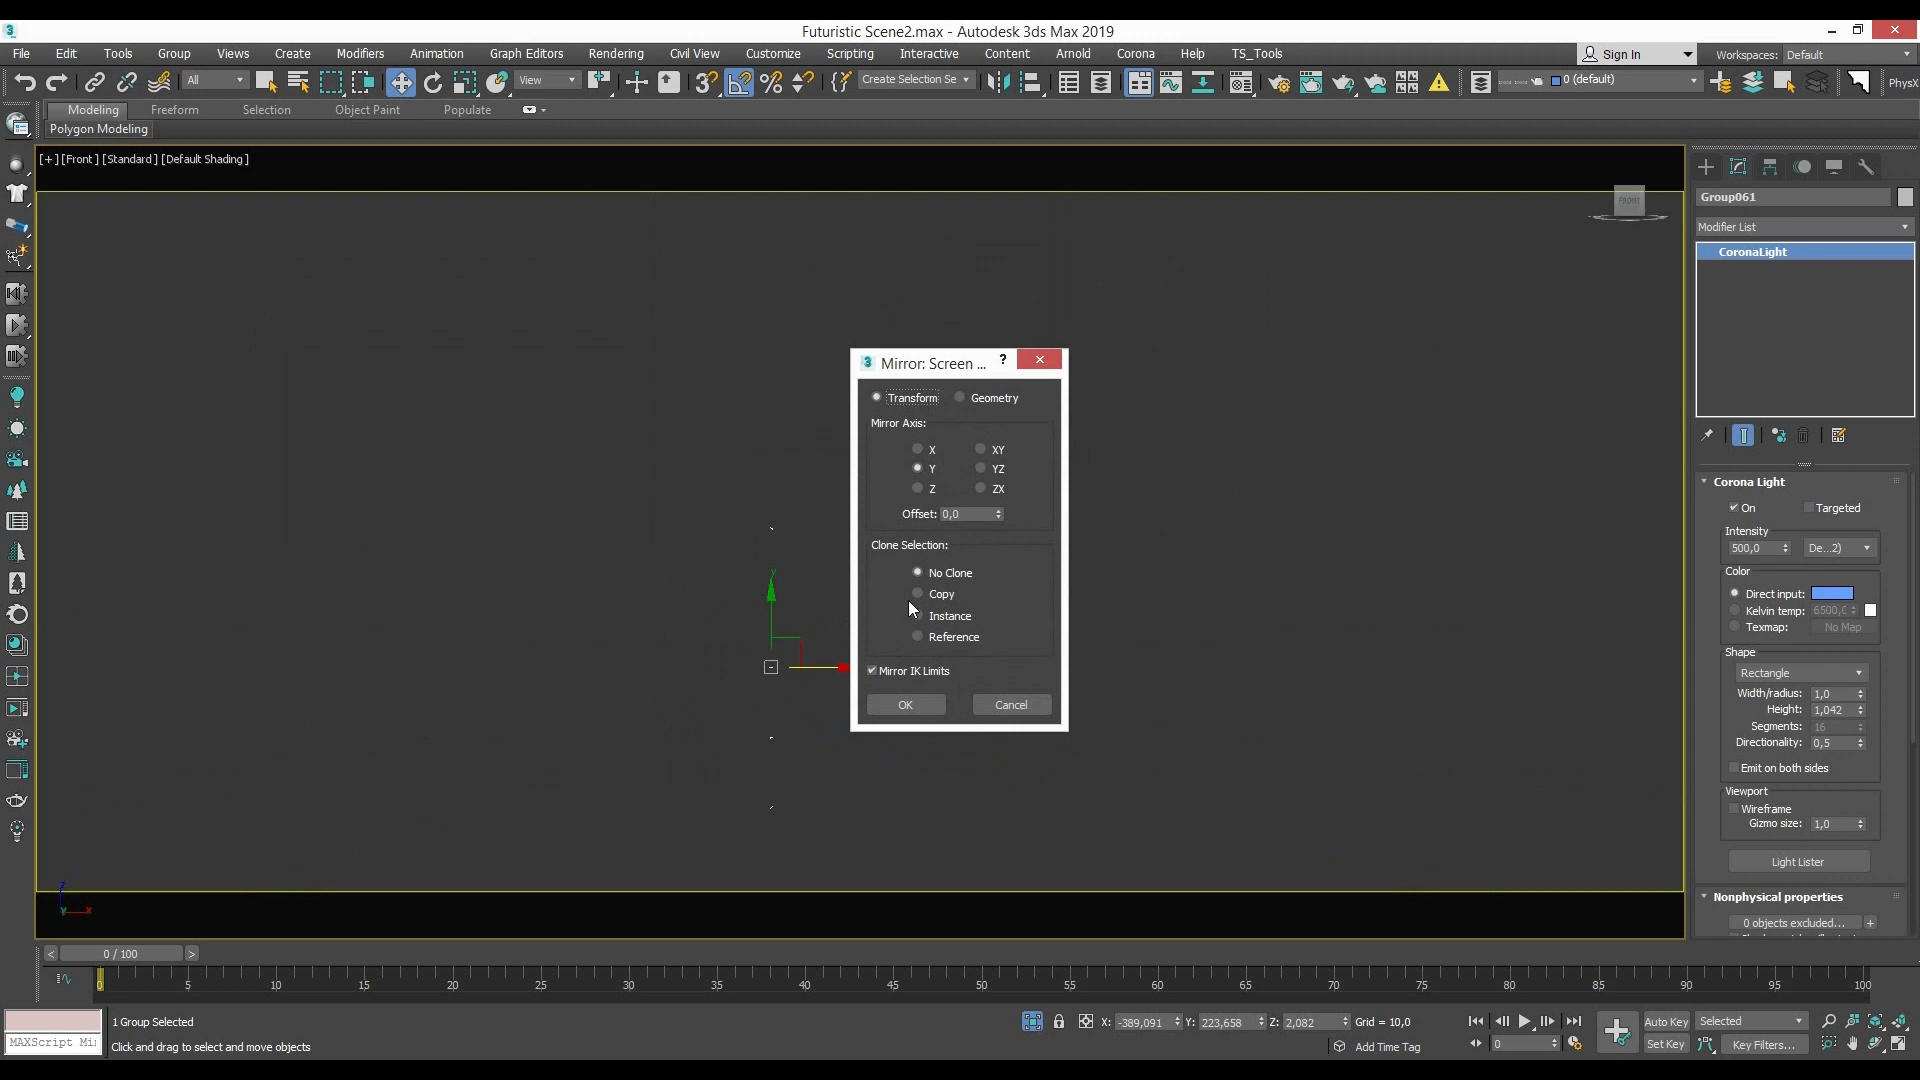 Futuristic Scene2.max - Autodesk 3ds Max 2019
File Edit Tools Group Views Create Modifiers Animation Graph Editors Rendering Civil View Customize Scripting Interactive Content Arnold Corona Help TS_Tools
Sign In
Workspaces: Default
All
View
Create Selection Se
0 (default)
PhysX
Modeling Freeform Selection Object Paint Populate
Polygon Modeling
[+] [Front] [Standard] [Default Shading]
FRONT
Group061
Modifier List
CoronaLight
Mirror: Screen ... ?
Transform Geometry
Mirror Axis:
X XY
Y YZ
Z ZX
Offset: 0,0
Clone Selection:
No Clone
Copy
Instance
Reference
Mirror IK Limits
OK Cancel
y
z
y x
Corona Light
On Targeted
Intensity
500,0 De...2)
Color
Direct input:
Kelvin temp: 6500,0
Texmap: No Map
Shape
Rectangle
Width/radius: 1,0
Height: 1,042
Segments: 16
Directionality: 0,5
Emit on both sides
Viewport
Wireframe
Gizmo size: 1,0
Light Lister
Nonphysical properties
0 objects excluded... +
< 0 / 100 >
0 5 10 15 20 25 30 35 40 45 50 55 60 65 70 75 80 85 90 95 100
1 Group Selected
X: -389,091 Y: 223,658 Z: 2,082 Grid = 10,0
Auto Key Selected
MAXScript Mi
Click and drag to select and move objects
Add Time Tag
0
Set Key Key Filters...